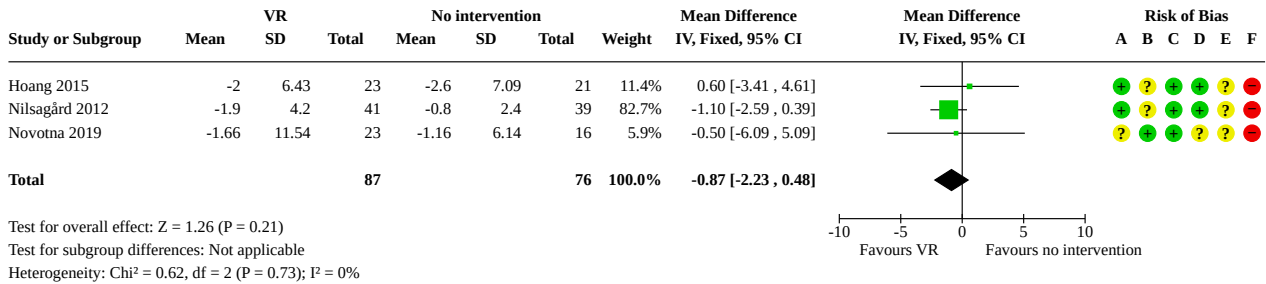 VR No intervention Mean Difference Mean Difference Risk of Bias
Study or Subgroup Mean SD Total Mean SD Total Weight IV, Fixed, 95% CI IV, Fixed, 95% CI A B C D E F
Hoang 2015 -2 6.43 23 -2.6 7.09 21 11.4% 0.60 [-3.41 , 4.61] + ? + + ? −
Nilsagård 2012 -1.9 4.2 41 -0.8 2.4 39 82.7% -1.10 [-2.59 , 0.39] + ? + + ? −
Novotna 2019 -1.66 11.54 23 -1.16 6.14 16 5.9% -0.50 [-6.09 , 5.09] ? + + ? ? −
Total 87 76 100.0% -0.87 [-2.23 , 0.48]
Test for overall effect: Z = 1.26 (P = 0.21)
-10 -5 0 5 10
Test for subgroup differences: Not applicable
Favours VR Favours no intervention
Heterogeneity: Chi² = 0.62, df = 2 (P = 0.73); I² = 0%